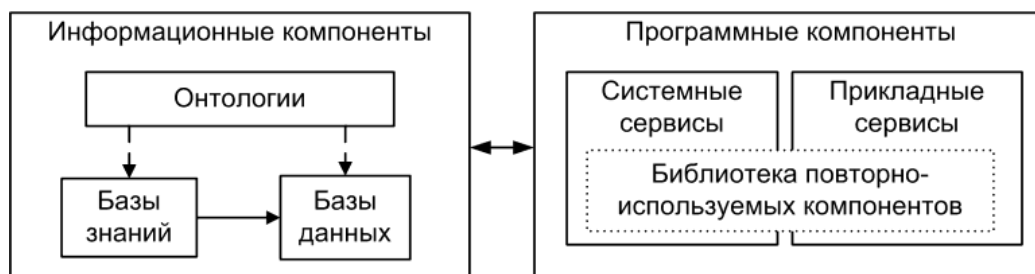 Информационные компоненты
Онтологии
Базы
знаний
Базы
данных
Программные компоненты
Системные
сервисы
Прикладные
сервисы
Библиотека повторно-
используемых компонентов